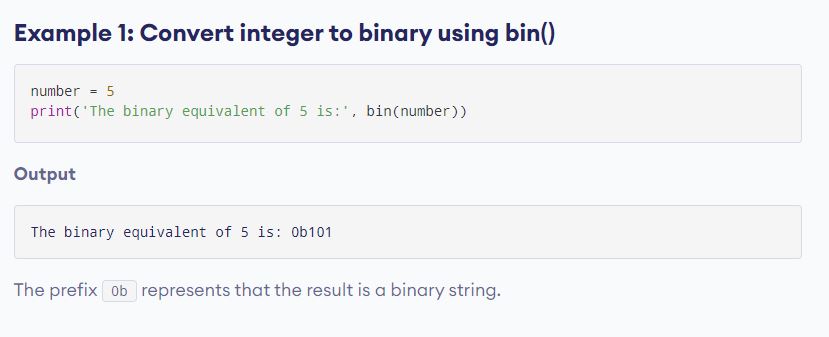 Example 1: Convert integer to binary using bin()
number = 5
print('The binary equivalent of 5 is:', bin(number))
Output
The binary equivalent of 5 is: 0b101
The prefix 0b represents that the result is a binary string.